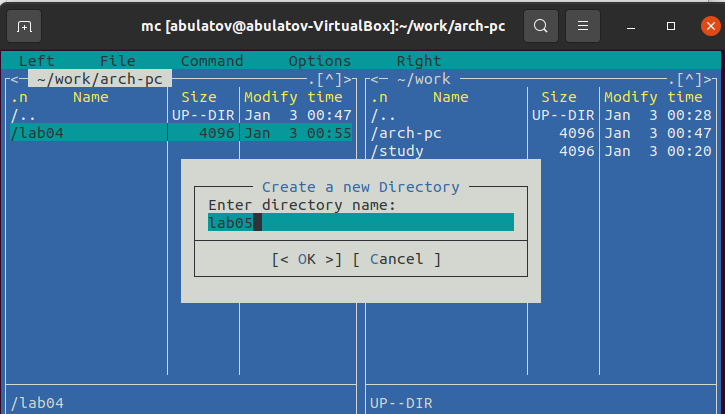 mc [abulatov@abulatov-VirtualBox]:~/work/arch-pc
Left File Command Options Right
<- ~/work/arch-pc .[^]> <- ~/work .[^]>
.n Name Size Modify time .n Name Size Modify time
/.. UP--DIR Jan 3 00:47 /.. UP--DIR Jan 3 00:28
/lab04 4096 Jan 3 00:55 /arch-pc 4096 Jan 3 00:47
/study 4096 Jan 3 00:20
Create a new Directory
Enter directory name:
lab05
[< OK >] [ Cancel ]
/lab04 UP--DIR